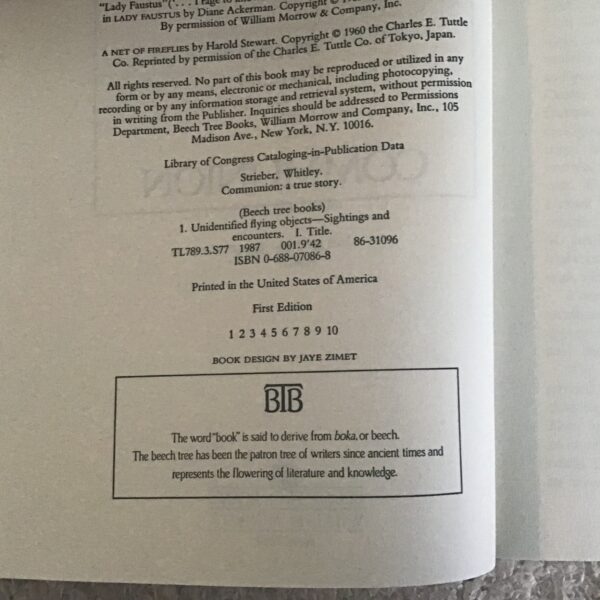 "Lady Faustus"
in LADY FAUSTUS by Diane Ackerman. Copyright ©
By permission of William Morrow & Company, Inc.
A NET OF FIREFLIES by Harold Stewart. Copyright © 1960 the Charles E. Tuttle
Co. Reprinted by permission of the Charles E. Tuttle Co. of Tokyo, Japan.
All rights reserved. No part of this book may be reproduced or utilized in any
form or by any means, electronic or mechanical, including photocopying,
recording or by any information storage and retrieval system, without permission
in writing from the Publisher. Inquiries should be addressed to Permissions
Department, Beech Tree Books, William Morrow and Company, Inc., 105
Madison Ave., New York, N.Y. 10016.
Library of Congress Cataloging-in-Publication Data
Strieber, Whitley.
Communion: a true story.
(Beech tree books)
1. Unidentified flying objects—Sightings and
encounters. I. Title.
TL789.3.S77 1987 001.9'42 86-31096
ISBN 0-688-07086-8
Printed in the United States of America
First Edition
1 2 3 4 5 6 7 8 9 10
BOOK DESIGN BY JAYE ZIMET
BTB
The word "book" is said to derive from boka, or beech.
The beech tree has been the patron tree of writers since ancient times and
represents the flowering of literature and knowledge.